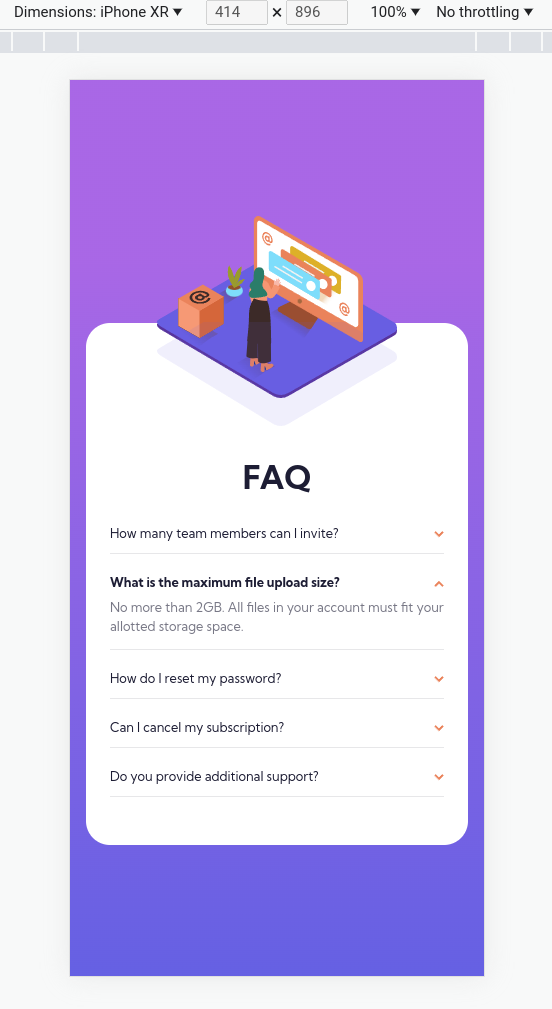 Dimensions: iPhone XR ▼ 414 × 896 100% ▼ No throttling ▼
@
@
@
FAQ
How many team members can I invite?
What is the maximum file upload size?
No more than 2GB. All files in your account must fit your
allotted storage space.
How do I reset my password?
Can I cancel my subscription?
Do you provide additional support?